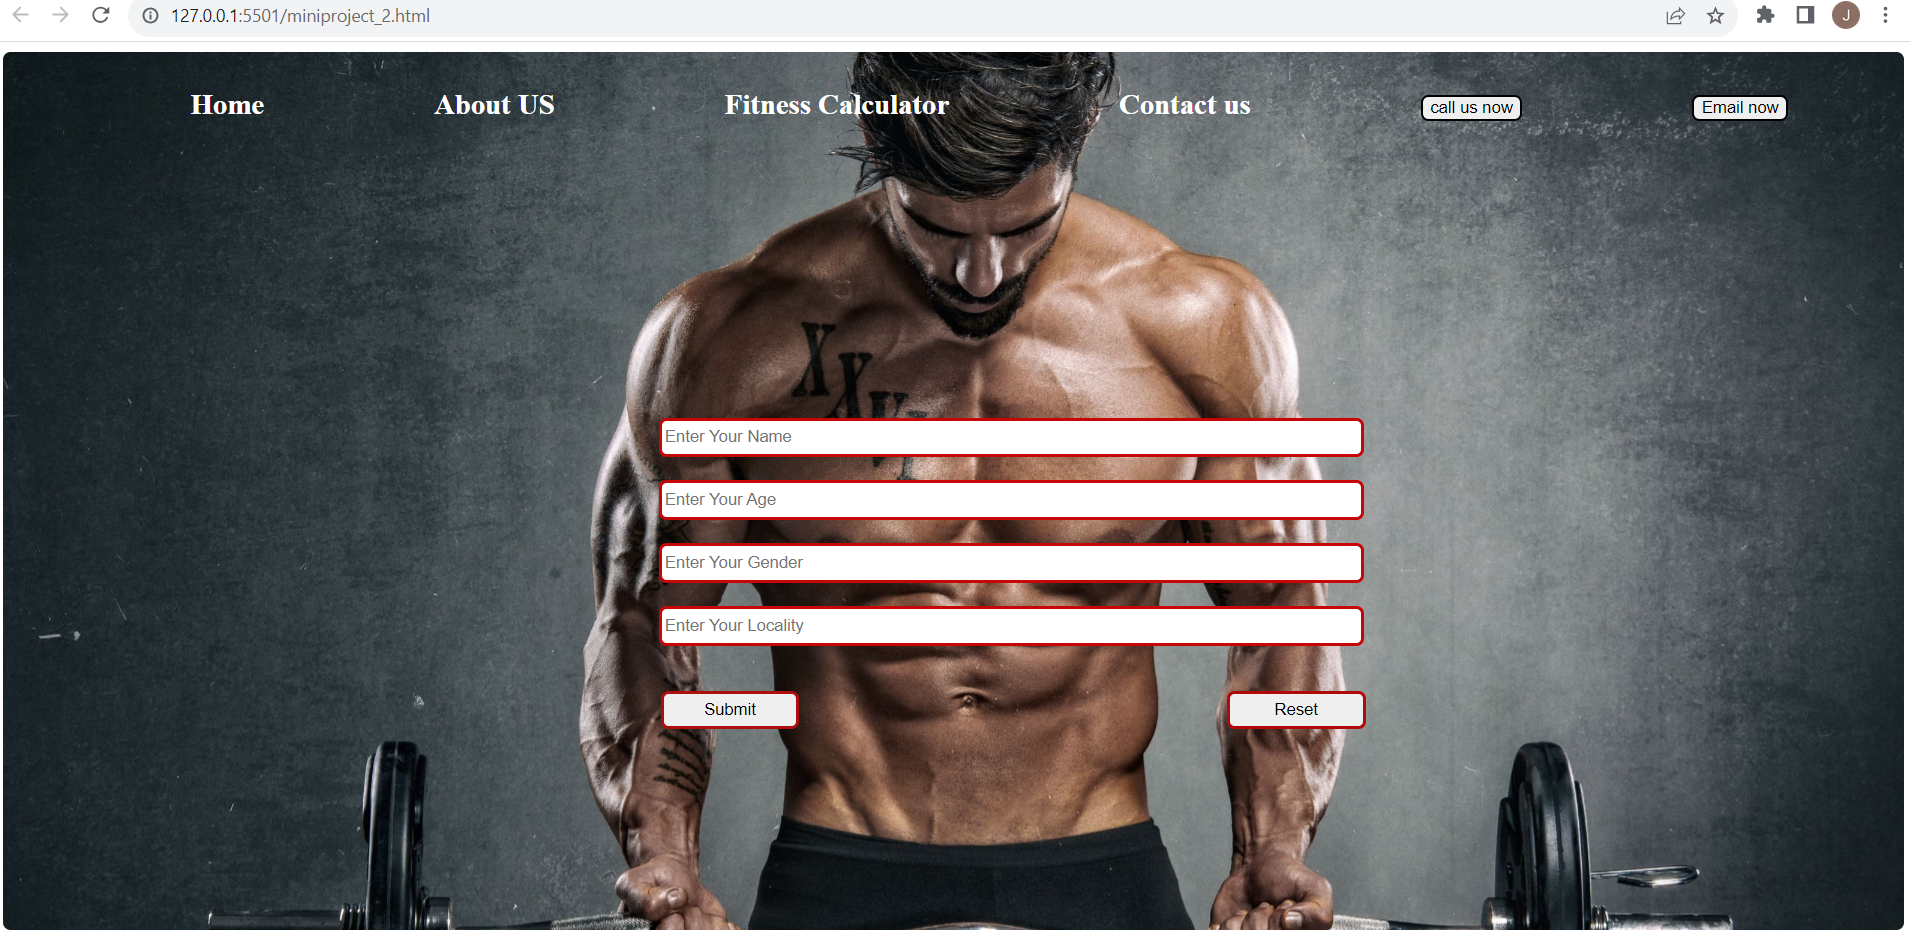 127.0.0.1:5501/miniproject_2.html
J
Home About US Fitness Calculator Contact us call us now Email now
XXVI
Enter Your Name
Enter Your Age
Enter Your Gender
Enter Your Locality
Submit Reset